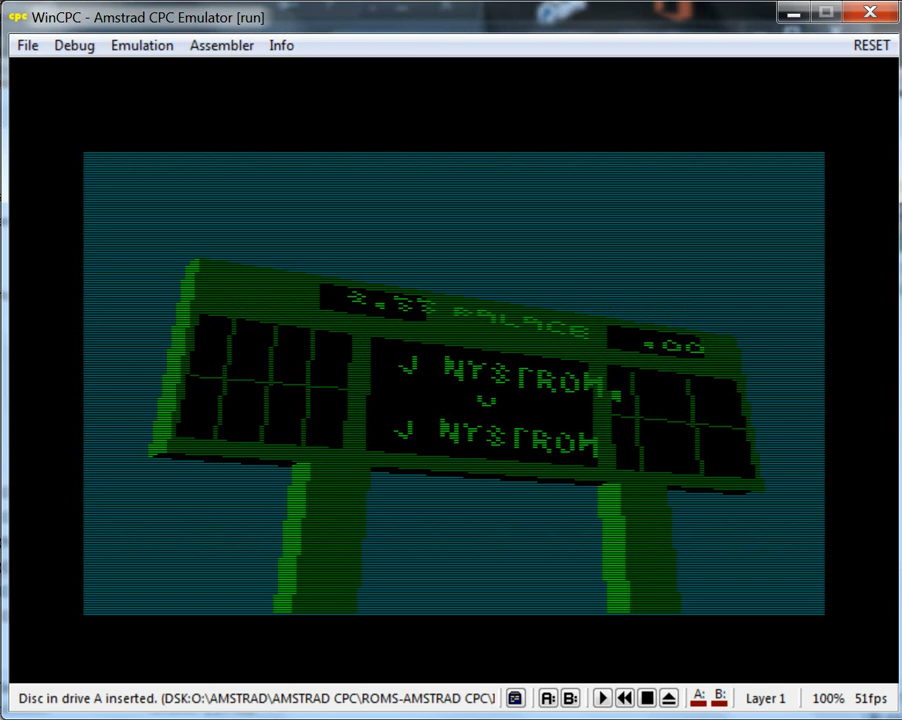 cpc WinCPC - Amstrad CPC Emulator [run]
File Debug Emulation Assembler Info RESET
PALACE
J NYSTROM
v
J NYSTROM
Disc in drive A inserted. (DSK:O:\AMSTRAD\AMSTRAD CPC\ROMS-AMSTRAD CPC\ A: B: A: B: Layer 1 100% 51fps